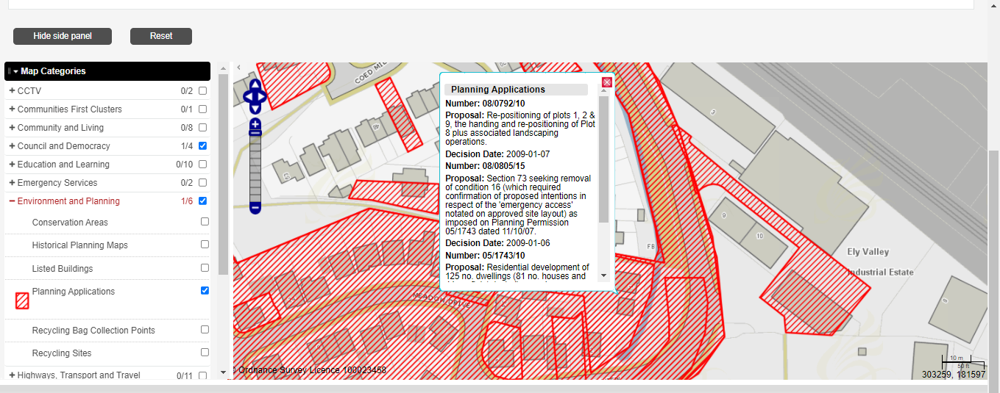 Hide side panel
Reset
Map Categories
CCTV 0/2
Communities First Clusters 0/1
Community and Living 0/8
Council and Democracy 1/4
Education and Learning 0/10
Emergency Services 0/2
Environment and Planning 1/6
Conservation Areas
Historical Planning Maps
Listed Buildings
Planning Applications
Recycling Bag Collection Points
Recycling Sites
Highways, Transport and Travel 0/11
COED
Planning Applications
Number: 08/0792/10
Proposal: Re-positioning of plots 1, 2 &
9, the handing and re-positioning of Plot
8 plus associated landscaping
operations.
Decision Date: 2009-01-07
Number: 08/0805/15
Proposal: Section 73 seeking removal
of condition 16 (which required
confirmation of proposed intentions in
respect of the 'emergency access'
notated on approved site layout) as
imposed on Planning Permission
05/1743 dated 11/10/07.
Decision Date: 2009-01-06
Number: 05/1743/10
Proposal: Residential development of
125 no. dwellings (81 no. houses and
FB
9
10
8
Ely Valley
Industrial Estate
MEADOW DRIVE
© Ordnance Survey Licence 100023458
10 m
50 ft
303259, 181597